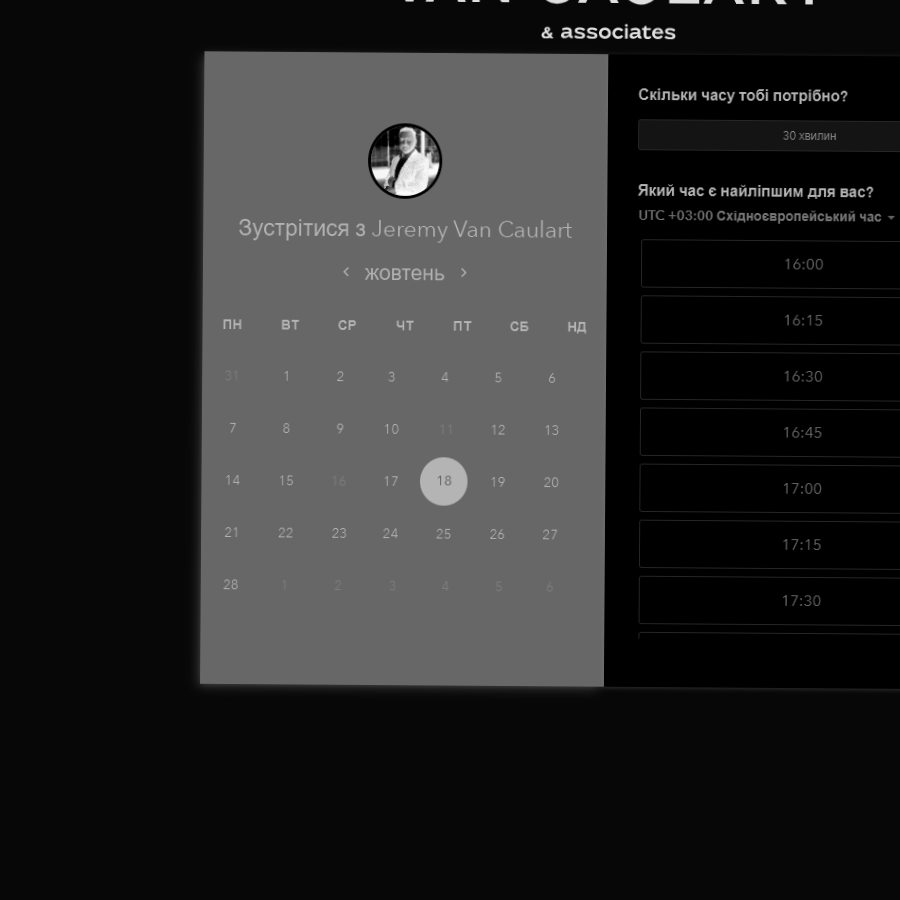 VAN CAULART
& associates
Зустрітися з Jeremy Van Caulart
жовтень
ПН ВТ СР ЧТ ПТ СБ НД
31 1 2 3 4 5 6
7 8 9 10 11 12 13
14 15 16 17 18 19 20
21 22 23 24 25 26 27
28 1 2 3 4 5 6
Скільки часу тобі потрібно?
30 хвилин
Який час є найліпшим для вас?
UTC +03:00 Східноєвропейський час
16:00
16:15
16:30
16:45
17:00
17:15
17:30